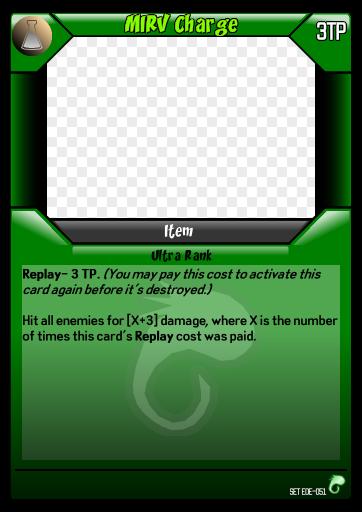 MIRV Charge
3TP
Item
Ultra Rank
Replay– 3 TP. (You may pay this cost to activate this
card again before it's destroyed.)
Hit all enemies for [X+3] damage, where X is the number
of times this card's Replay cost was paid.
SET EDE-051